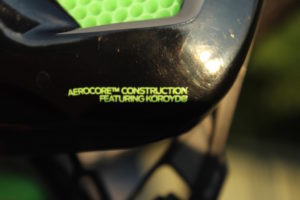 AEROCORE™ CONSTRUCTION
FEATURING KOROYD®